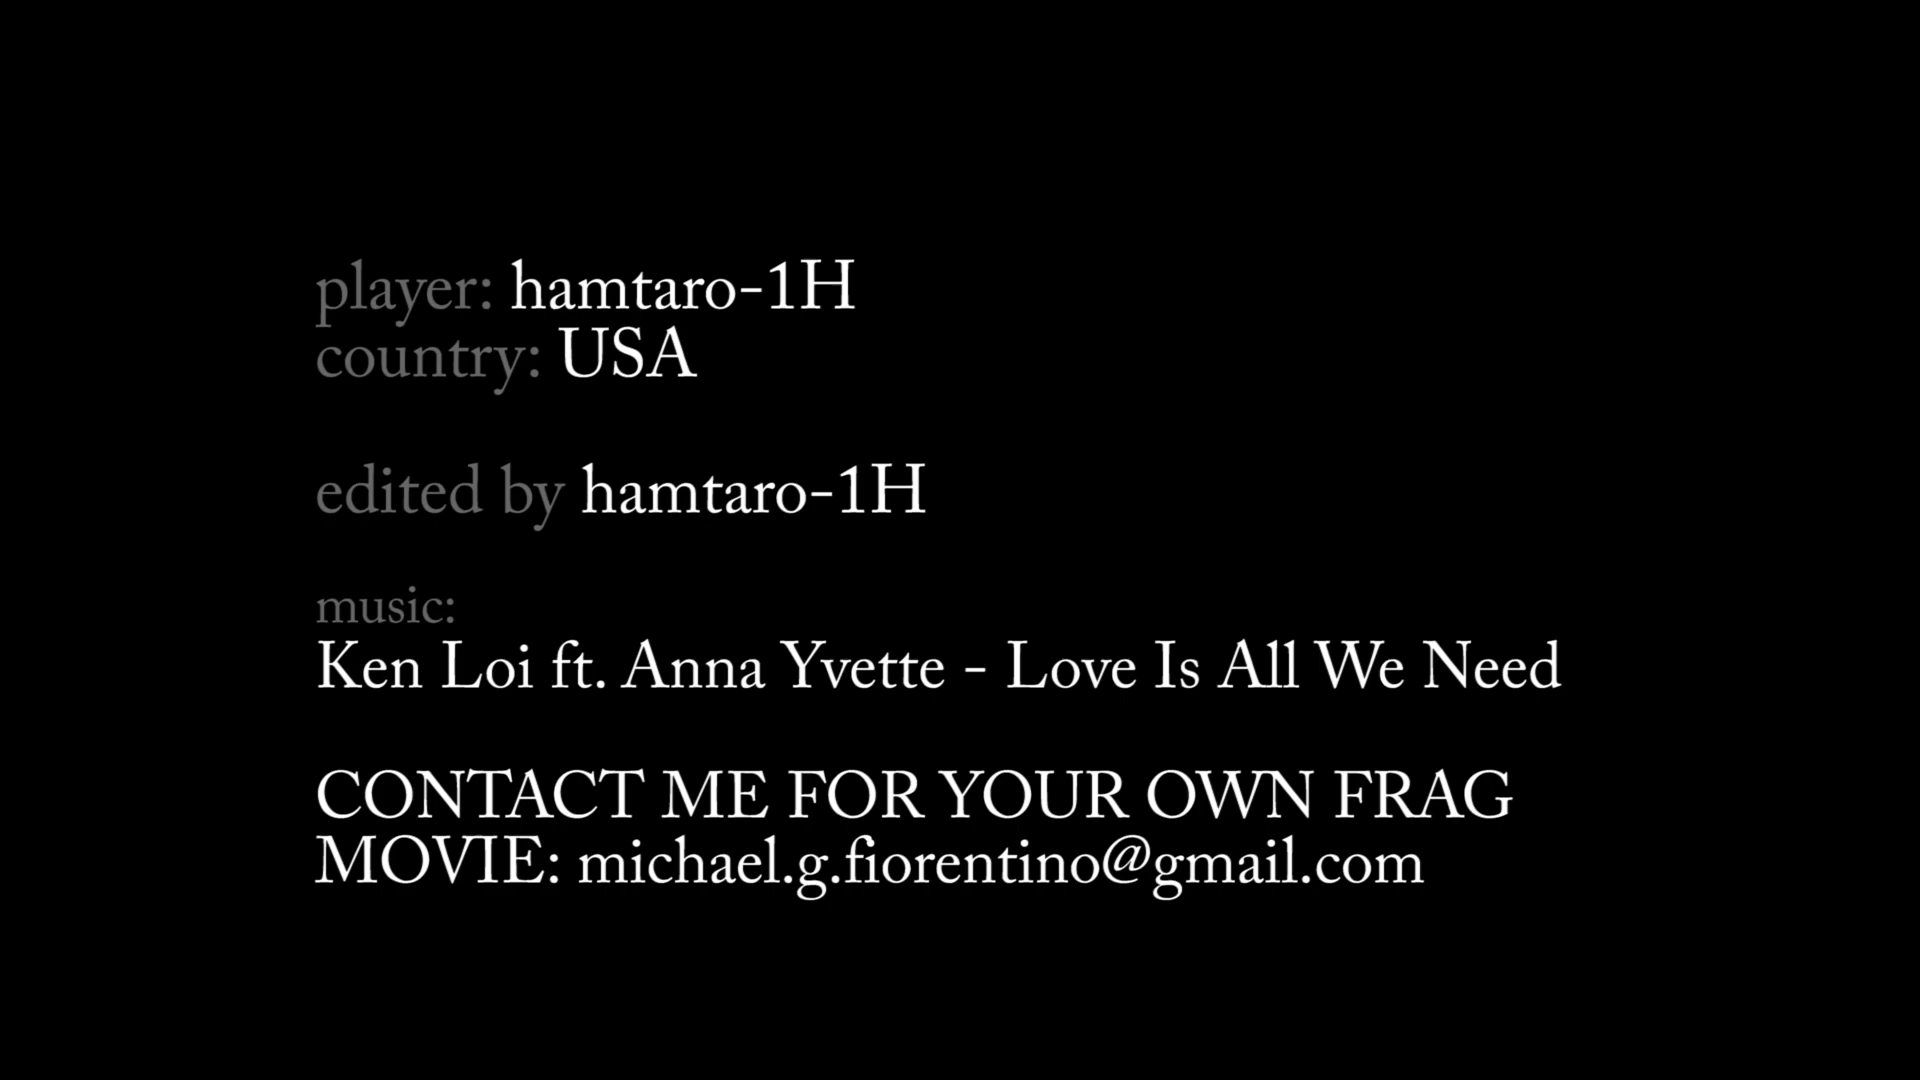 player: hamtaro-1H
country: USA
edited by hamtaro-1H
music:
Ken Loi ft. Anna Yvette - Love Is All We Need
CONTACT ME FOR YOUR OWN FRAG
MOVIE: michael.g.fiorentino@gmail.com